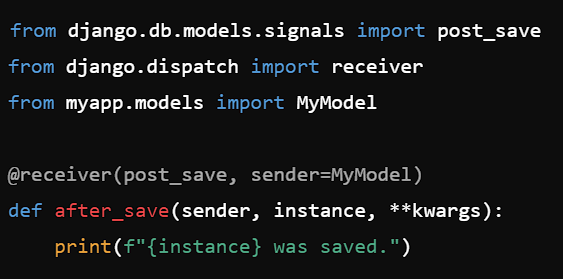 from django.db.models.signals import post_save
from django.dispatch import receiver
from myapp.models import MyModel
@receiver(post_save, sender=MyModel)
def after_save(sender, instance, **kwargs):
    print(f"{instance} was saved.")